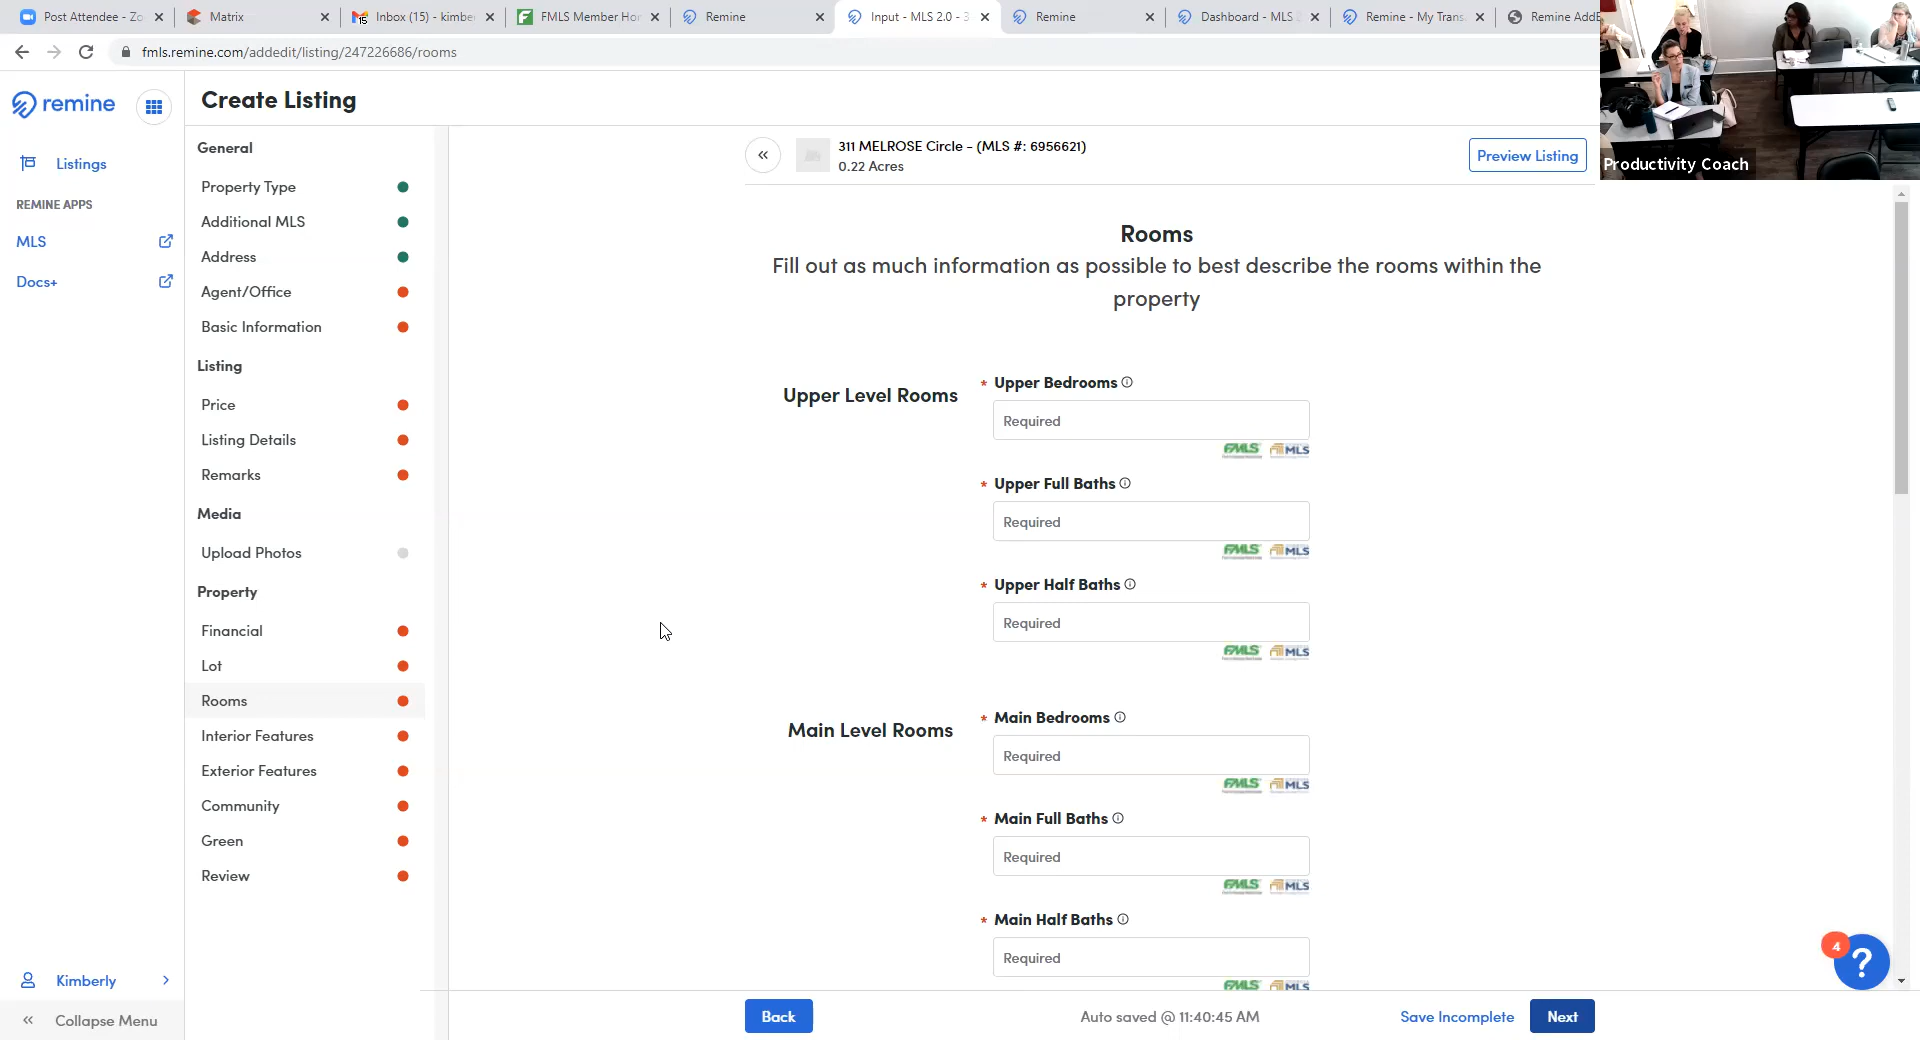 Post Attendee - Zo
Matrix
Inbox (15) - kimbe
FMLS Member Ho
Remine
Input - MLS 2.0 - 3
Remine
Dashboard - MLS 2
Remine - My Trans
Remine AddE
fmls.remine.com/addedit/listing/247226686/rooms
remine
Create Listing
Listings
REMINE APPS
MLS
Docs+
General
Property Type
Additional MLS
Address
Agent/Office
Basic Information
Listing
Price
Listing Details
Remarks
Media
Upload Photos
Property
Financial
Lot
Rooms
Interior Features
Exterior Features
Community
Green
Review
Kimberly
Collapse Menu
311 MELROSE Circle - (MLS #: 6956621)
0.22 Acres
Preview Listing
Productivity Coach
Rooms
Fill out as much information as possible to best describe the rooms within the
property
Upper Level Rooms
* Upper Bedrooms
Required
FMLS MLS
* Upper Full Baths
Required
FMLS MLS
* Upper Half Baths
Required
FMLS MLS
Main Level Rooms
* Main Bedrooms
Required
FMLS MLS
* Main Full Baths
Required
FMLS MLS
* Main Half Baths
Required
FMLS MLS
4
?
Back
Auto saved @ 11:40:45 AM
Save Incomplete
Next